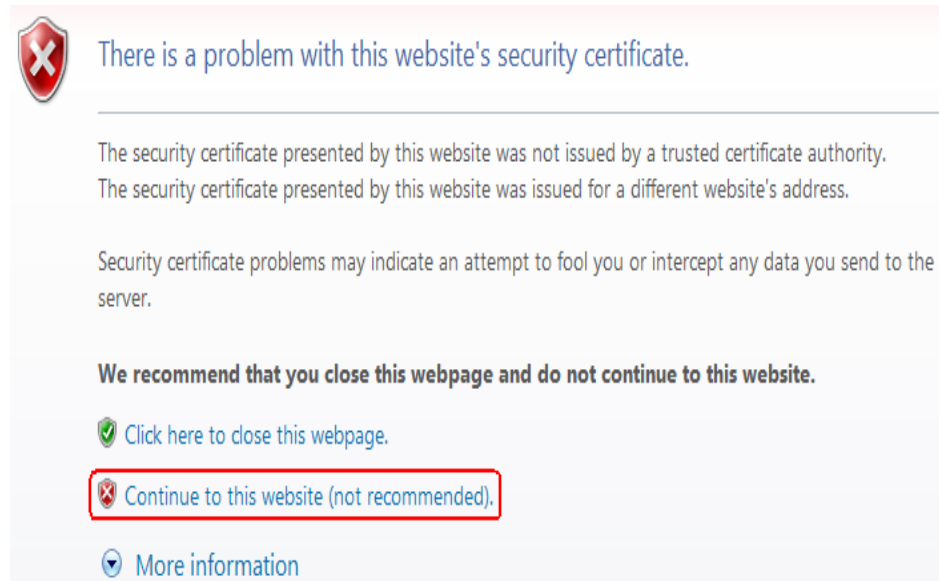 There is a problem with this website's security certificate.
The security certificate presented by this website was not issued by a trusted certificate authority.
The security certificate presented by this website was issued for a different website's address.
Security certificate problems may indicate an attempt to fool you or intercept any data you send to the
server.
We recommend that you close this webpage and do not continue to this website.
Click here to close this webpage.
Continue to this website (not recommended).
More information